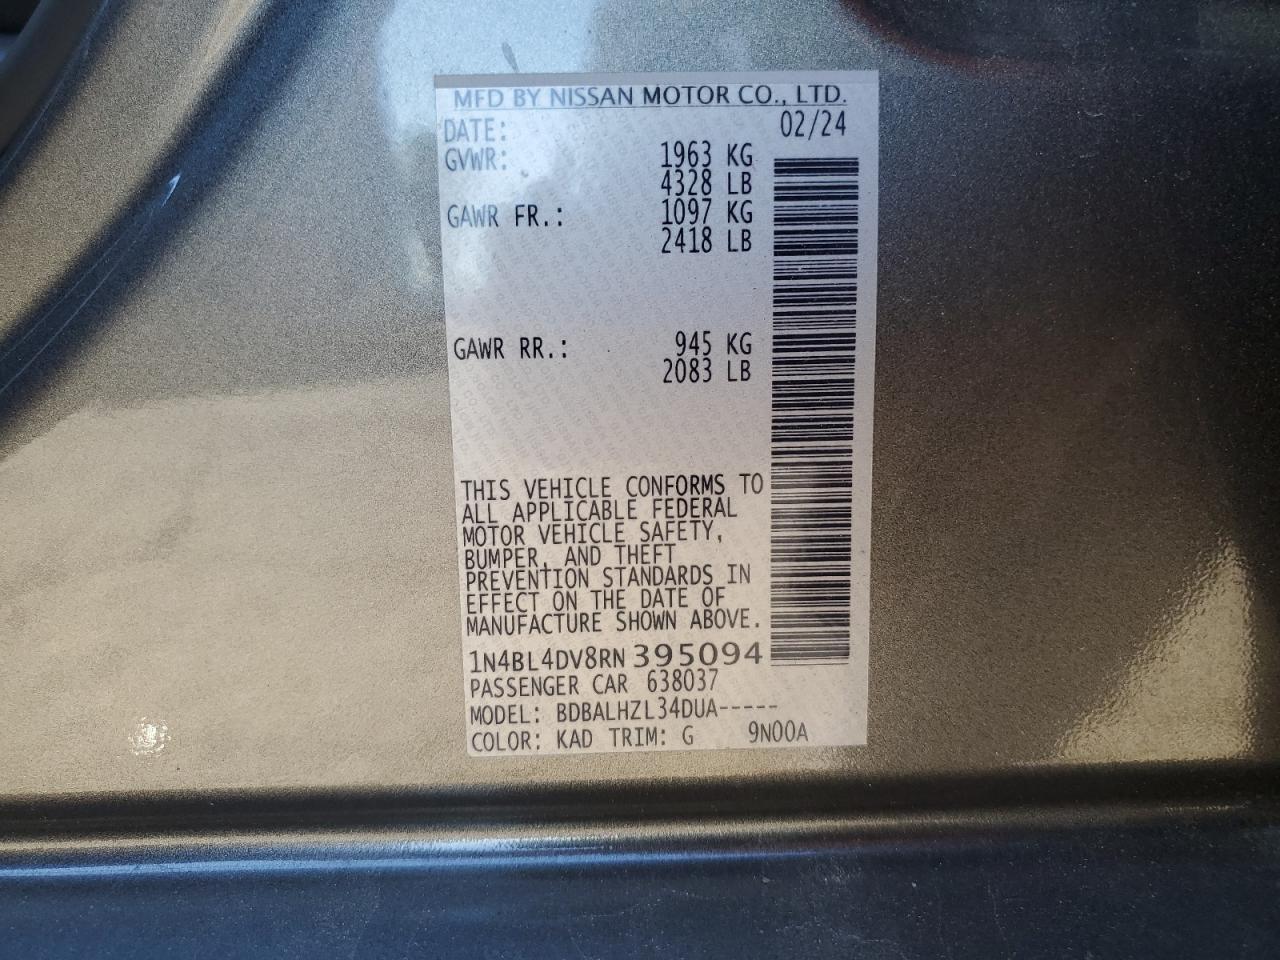 MFD BY NISSAN MOTOR CO., LTD.
DATE: 02/24
GVWR: 1963 KG
4328 LB
GAWR FR.: 1097 KG
2418 LB
GAWR RR.: 945 KG
2083 LB
THIS VEHICLE CONFORMS TO
ALL APPLICABLE FEDERAL
MOTOR VEHICLE SAFETY,
BUMPER, AND THEFT
PREVENTION STANDARDS IN
EFFECT ON THE DATE OF
MANUFACTURE SHOWN ABOVE.
1N4BL4DV8RN 395094
PASSENGER CAR 638037
MODEL: BDBALHZL34DUA-----
COLOR: KAD TRIM: G 9N00A